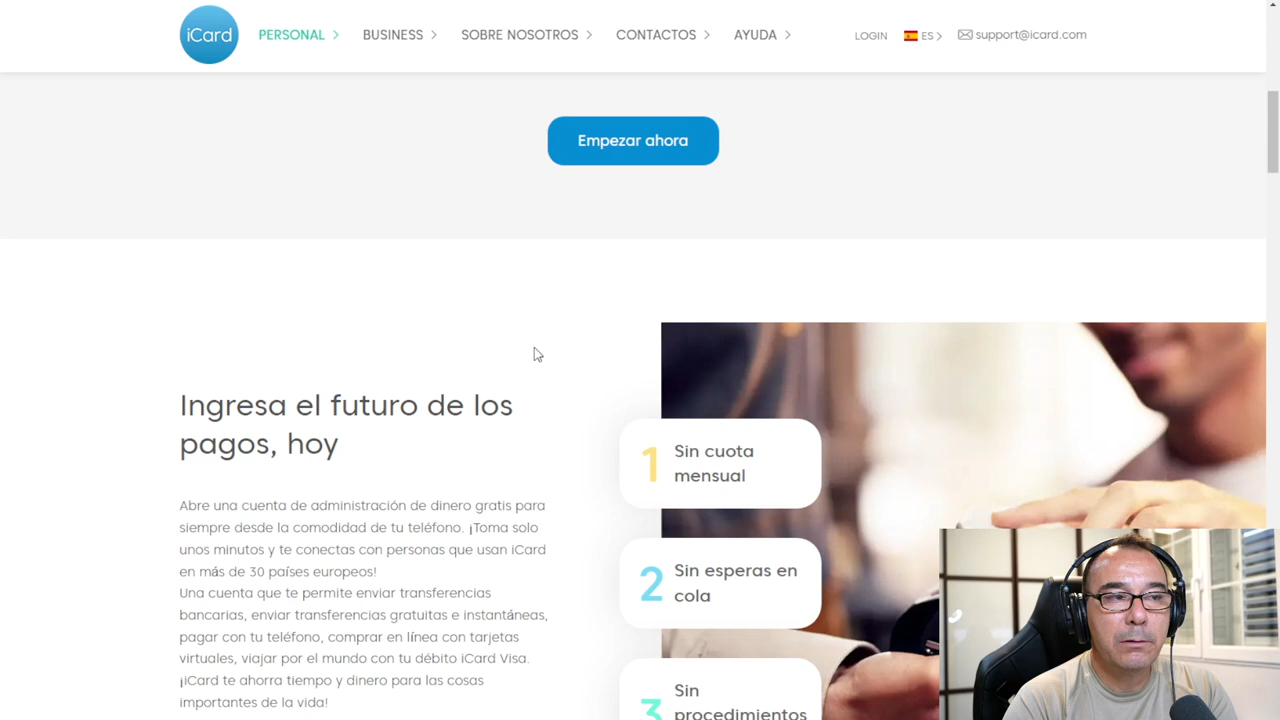 iCard
PERSONAL
BUSINESS
SOBRE NOSOTROS
CONTACTOS
AYUDA
LOGIN
ES
support@icard.com
Empezar ahora
Ingresa el futuro de los
pagos, hoy
Abre una cuenta de administración de dinero gratis para
siempre desde la comodidad de tu teléfono. ¡Toma solo
unos minutos y te conectas con personas que usan iCard
en más de 30 países europeos!
Una cuenta que te permite enviar transferencias
bancarias, enviar transferencias gratuitas e instantáneas,
pagar con tu teléfono, comprar en línea con tarjetas
virtuales, viajar por el mundo con tu débito iCard Visa.
¡iCard te ahorra tiempo y dinero para las cosas
importantes de la vida!
1 Sin cuota
mensual
2 Sin esperas en
cola
3 Sin
procedimientos